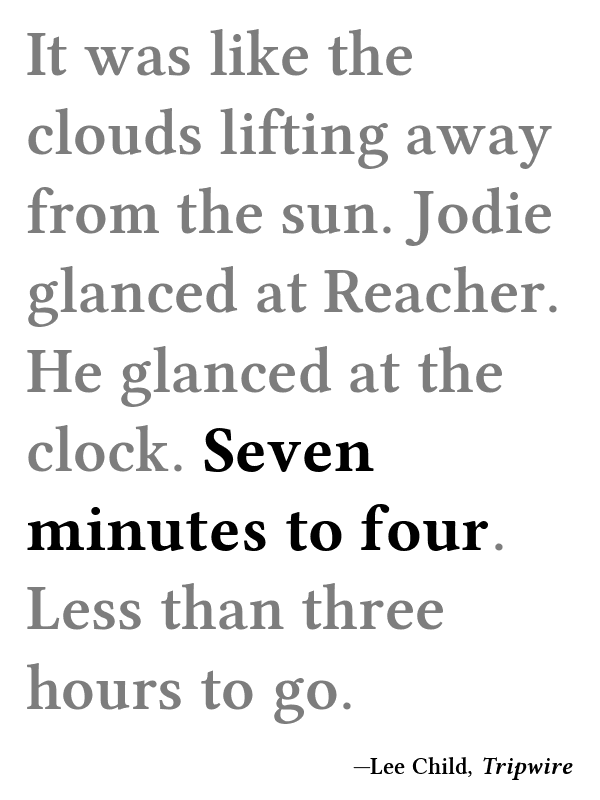 It was like the
clouds lifting away
from the sun. Jodie
glanced at Reacher.
He glanced at the
clock. Seven
minutes to four.
Less than three
hours to go.
—Lee Child, Tripwire